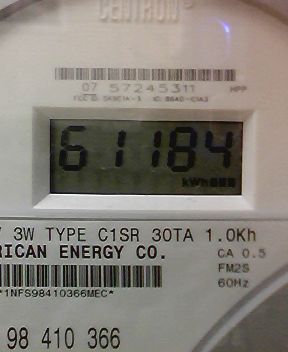 CENTRON
07 57245311 HPP
61184
kWh
3W TYPE C1SR 30TA 1.0Kh
RICAN ENERGY CO. CA 0.5
FM2S
60Hz
*1NFS98410366MEC*
98 410 366